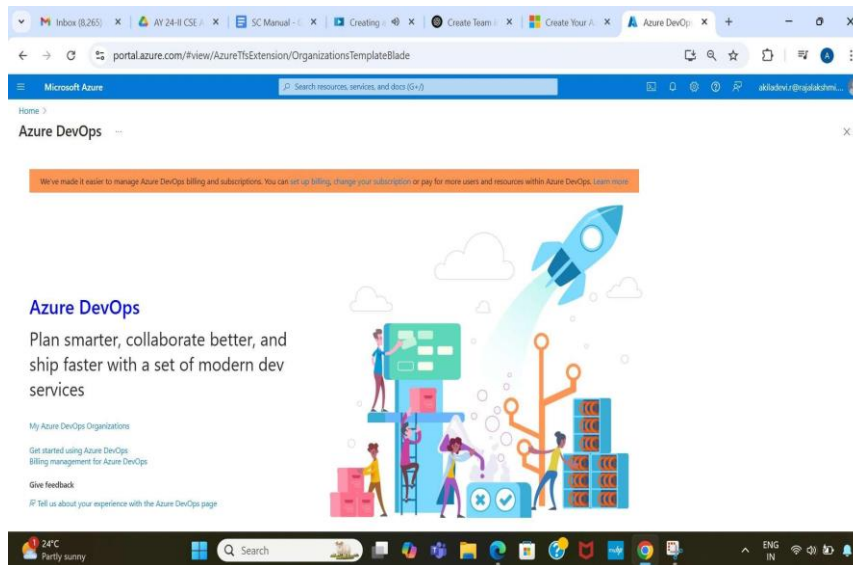 Inbox (8,265)
AY 24-II CSE
SC Manual -
Creating
Create Team
Create Your A
Azure DevOp
portal.azure.com/#view/AzureTfsExtension/OrganizationsTemplateBlade
Microsoft Azure
Search resources, services, and docs (G+/)
akiladevi.r@rajalakshmi...
Home >
Azure DevOps ...
We've made it easier to manage Azure DevOps billing and subscriptions. You can set up billing, change your subscription or pay for more users and resources within Azure DevOps. Learn more
Azure DevOps
Plan smarter, collaborate better, and
ship faster with a set of modern dev
services
My Azure DevOps Organizations
Get started using Azure DevOps
Billing management for Azure DevOps
Give feedback
Tell us about your experience with the Azure DevOps page
24°C
Partly sunny
Search
ENG
IN